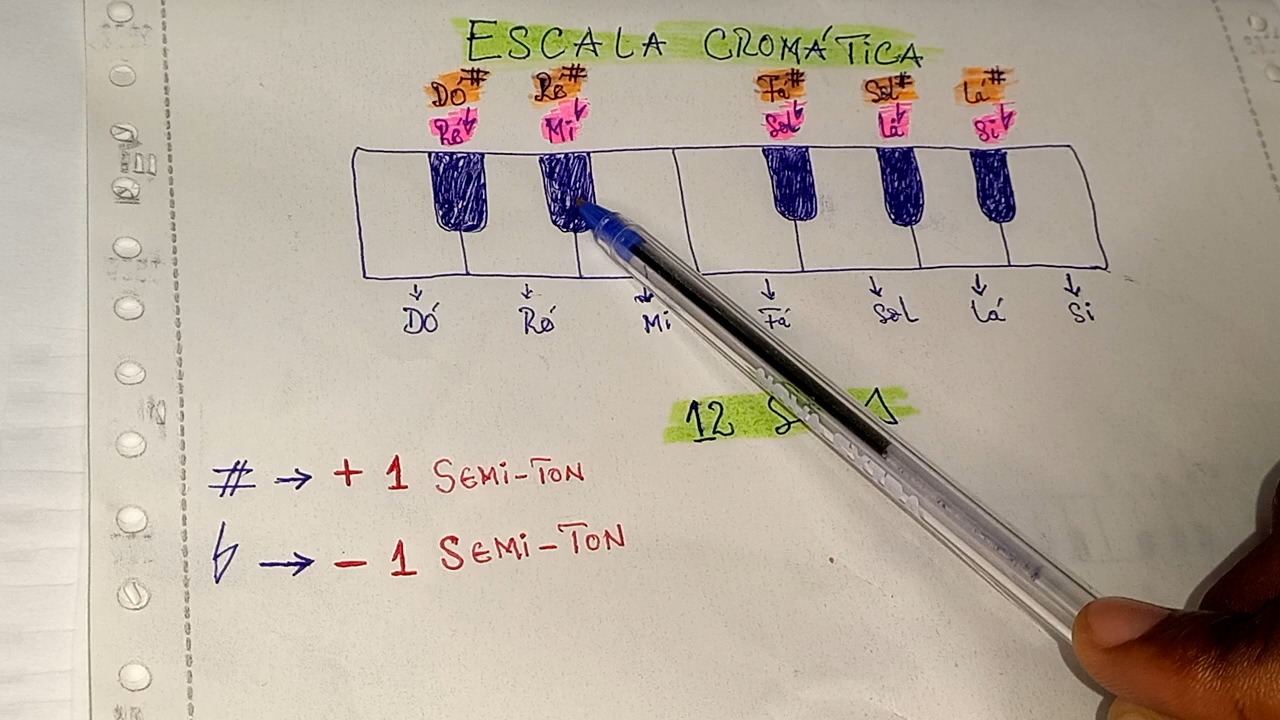 ESCALA CROMÁTICA
Dó# Ré# Fá# Sol# Lá#
Ré♭ Mi♭ Sol♭ Lá♭ Si♭
Dó Ré Mi Fá Sol Lá Si
12
# → + 1 SEMI-TON
♭ → - 1 SEMI-TON